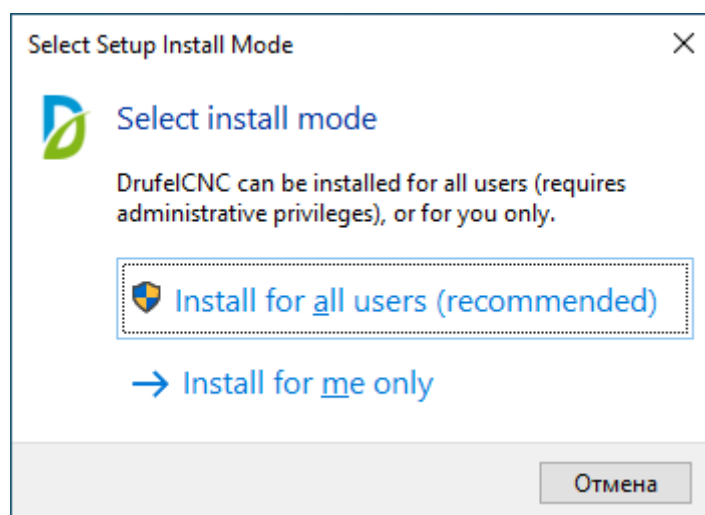 Select Setup Install Mode
Select install mode
DrufelCNC can be installed for all users (requires
administrative privileges), or for you only.
Install for all users (recommended)
Install for me only
Отмена